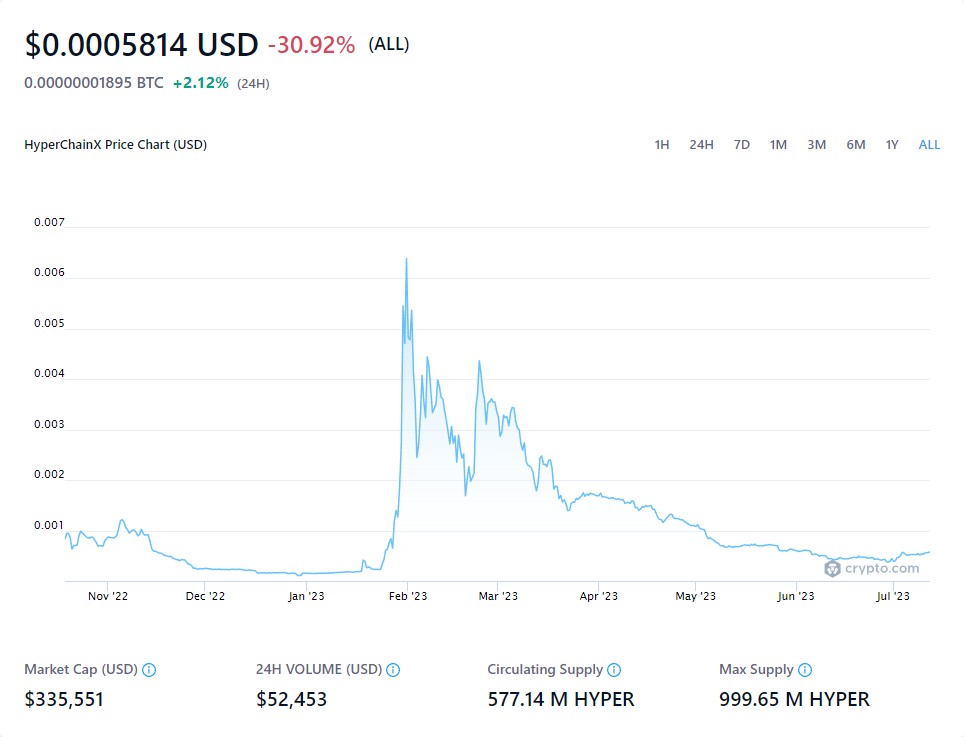 $0.0005814 USD -30.92% (ALL)
0.00000001895 BTC +2.12% (24H)
HyperChainX Price Chart (USD) 1H 24H 7D 1M 3M 6M 1Y ALL
0.007
0.006
0.005
0.004
0.003
0.002
0.001
crypto.com
Nov '22 Dec '22 Jan '23 Feb '23 Mar '23 Apr '23 May '23 Jun '23 Jul '23
Market Cap (USD) 24H VOLUME (USD) Circulating Supply Max Supply
$335,551 $52,453 577.14 M HYPER 999.65 M HYPER